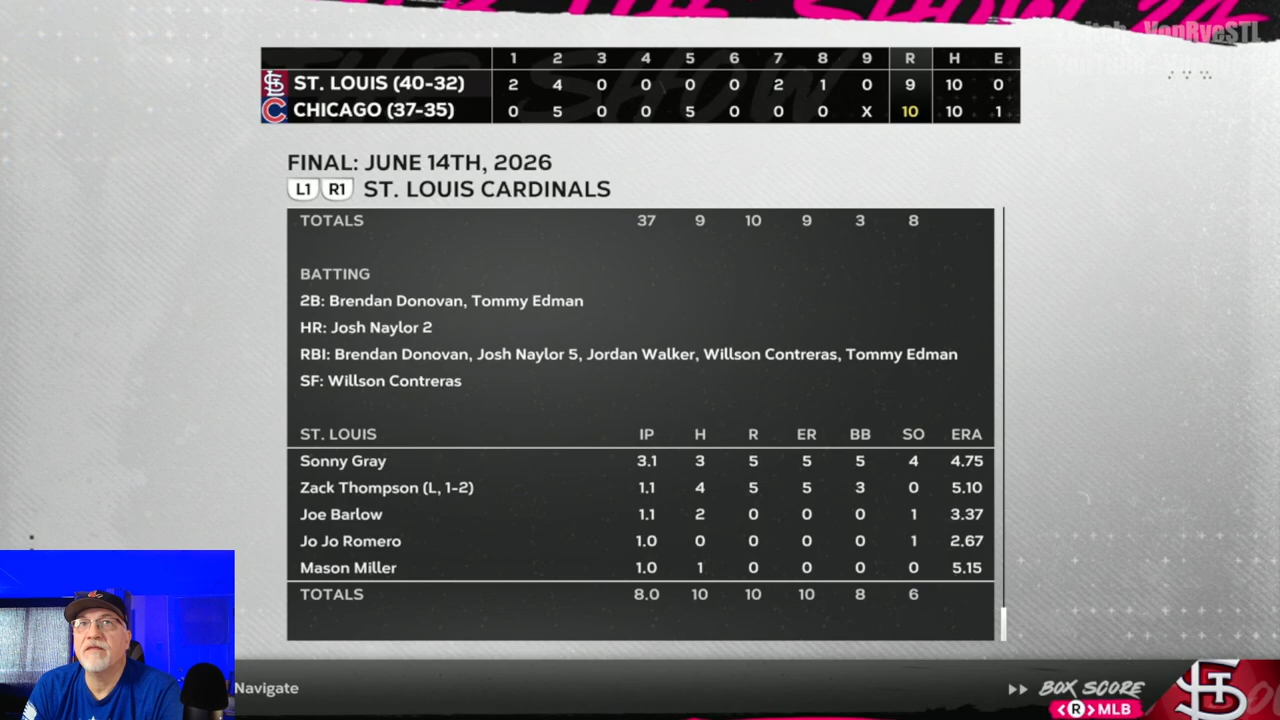 THE SHOW 24
Twitch - VonRyeSTL
1 2 3 4 5 6 7 8 9 R H E
ST. LOUIS (40-32) 2 4 0 0 0 0 2 1 0 9 10 0
CHICAGO (37-35) 0 5 0 0 5 0 0 0 X 10 10 1
FINAL: JUNE 14TH, 2026
L1 R1 ST. LOUIS CARDINALS
TOTALS 37 9 10 9 3 8
BATTING
2B: Brendan Donovan, Tommy Edman
HR: Josh Naylor 2
RBI: Brendan Donovan, Josh Naylor 5, Jordan Walker, Willson Contreras, Tommy Edman
SF: Willson Contreras
ST. LOUIS IP H R ER BB SO ERA
Sonny Gray 3.1 3 5 5 5 4 4.75
Zack Thompson (L, 1-2) 1.1 4 5 5 3 0 5.10
Joe Barlow 1.1 2 0 0 0 1 3.37
Jo Jo Romero 1.0 0 0 0 0 1 2.67
Mason Miller 1.0 1 0 0 0 0 5.15
TOTALS 8.0 10 10 10 8 6
Navigate
BOX SCORE
<R> MLB